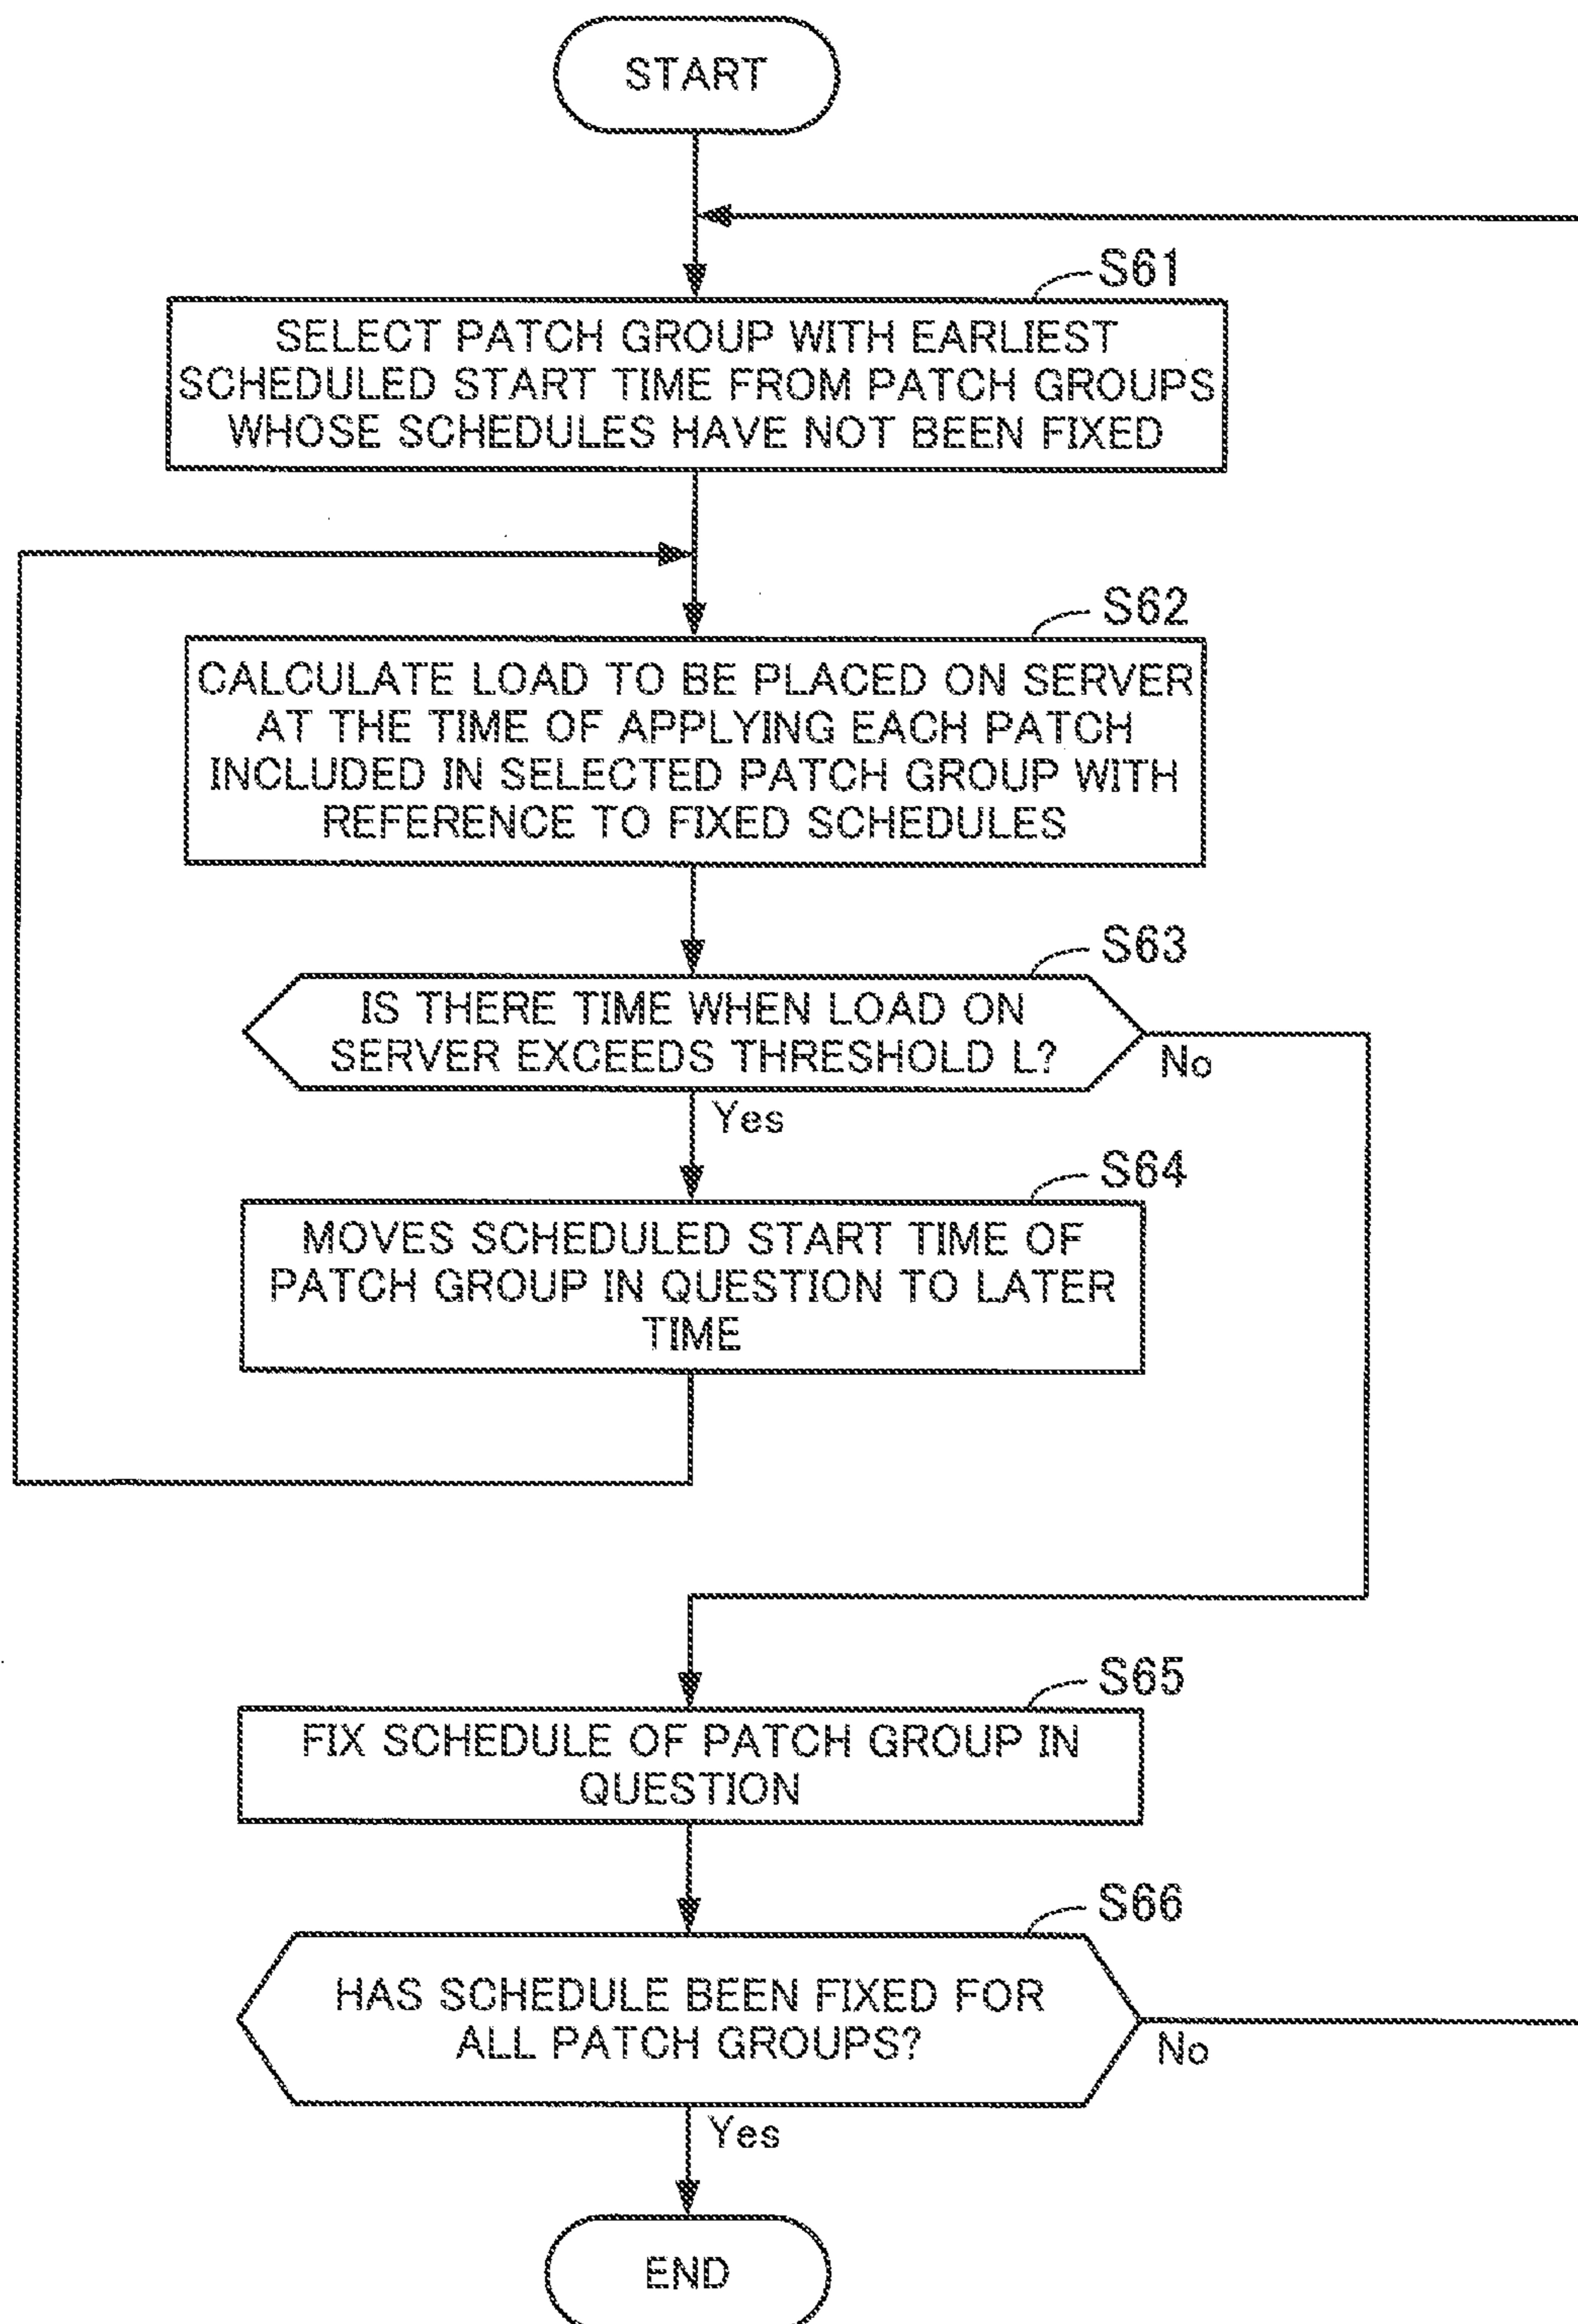 START
S61
SELECT PATCH GROUP WITH EARLIEST
SCHEDULED START TIME FROM PATCH GROUPS
WHOSE SCHEDULES HAVE NOT BEEN FIXED
S62
CALCULATE LOAD TO BE PLACED ON SERVER
AT THE TIME OF APPLYING EACH PATCH
INCLUDED IN SELECTED PATCH GROUP WITH
REFERENCE TO FIXED SCHEDULES
S63
IS THERE TIME WHEN LOAD ON
SERVER EXCEEDS THRESHOLD L?
No
Yes
S64
MOVES SCHEDULED START TIME OF
PATCH GROUP IN QUESTION TO LATER
TIME
S65
FIX SCHEDULE OF PATCH GROUP IN
QUESTION
S66
HAS SCHEDULE BEEN FIXED FOR
ALL PATCH GROUPS?
No
Yes
END